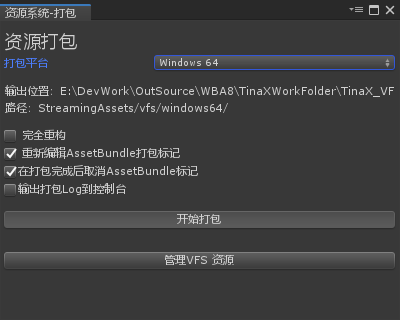 资源系统-打包
资源打包
打包平台 Windows 64
输出位置: E:\DevWork\OutSource\WBA8\TinaXWorkFolder\TinaX_VF
路径: StreamingAssets/vfs/windows64/
完全重构
重新编辑AssetBundle打包标记
在打包完成后取消AssetBundle标记
输出打包Log到控制台
开始打包
管理VFS 资源